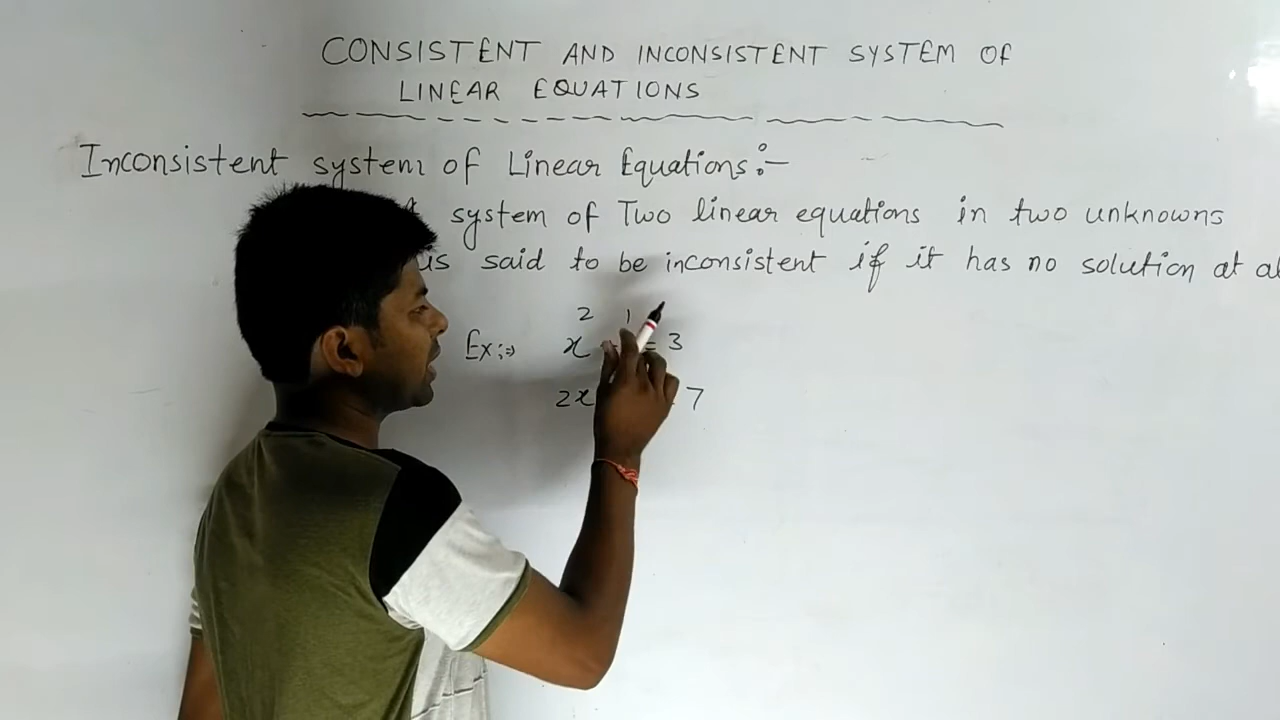 CONSISTENT AND INCONSISTENT SYSTEM OF
LINEAR EQUATIONS
Inconsistent system of Linear Equations:-
system of Two linear equations in two unknowns
is said to be inconsistent if it has no solution at
2 1
Ex:⇒ x = 3
2x 7